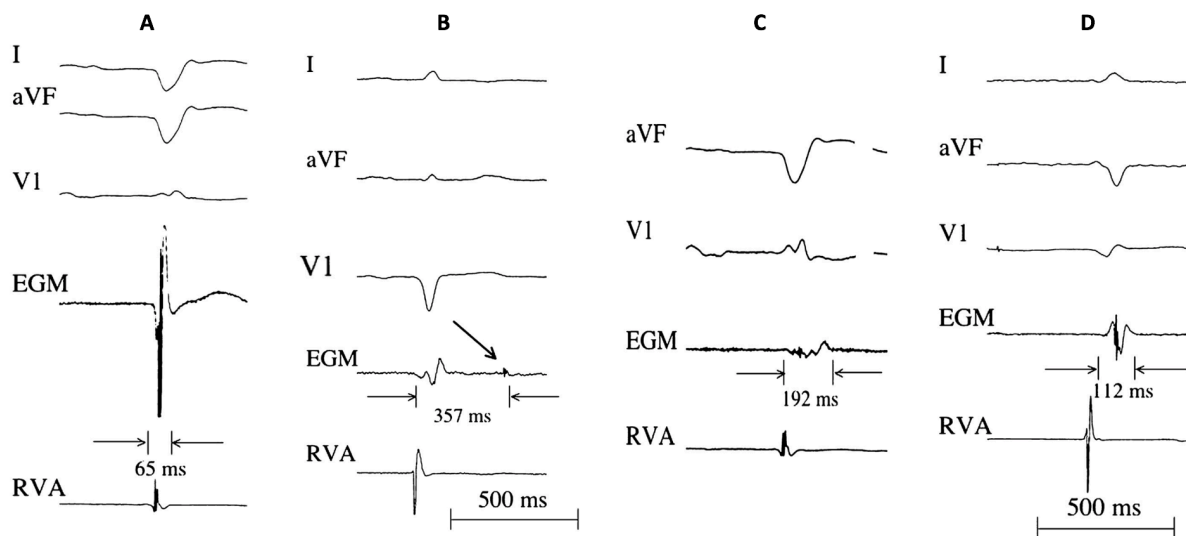 A
I
aVF
V1
EGM
65 ms
RVA
B
I
aVF
V1
EGM
357 ms
RVA
500 ms
C
aVF
V1
EGM
192 ms
RVA
D
I
aVF
V1
EGM
112 ms
RVA
500 ms